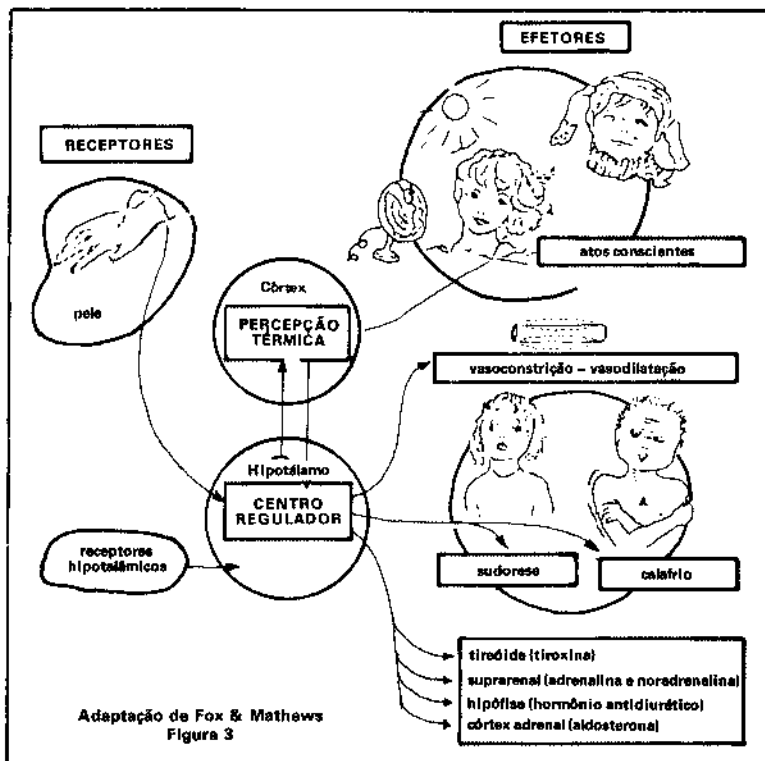 EFETORES
RECEPTORES
atos conscientes
pele
Córtex
PERCEPÇÃO
TÉRMICA
vasoconstrição – vasodilatação
Hipotálamo
CENTRO
REGULADOR
receptores
hipotalâmicos
sudorese
calafrio
tireóide (tiroxina)
suprarenal (adrenalina e noradrenalina)
hipófise (hormônio antidiurético)
córtex adrenal (aldosterona)
Adaptação de Fox & Mathews
Figura 3